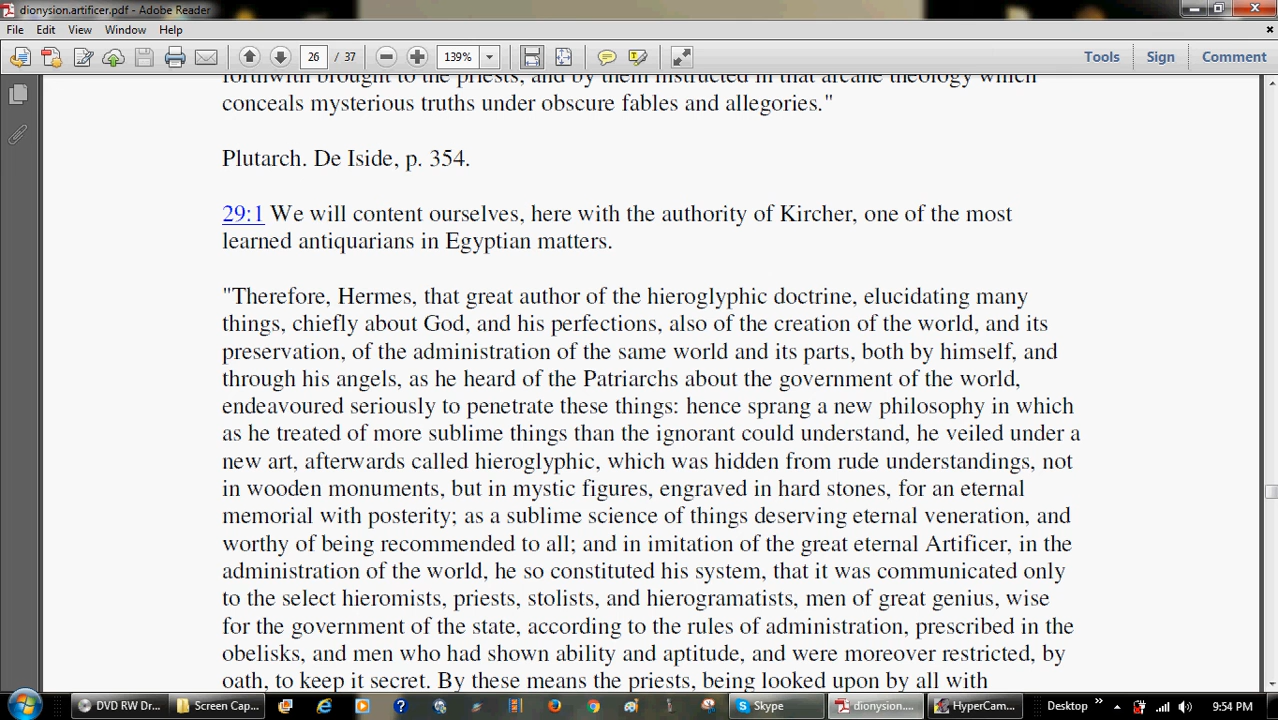 dionysion.artificer.pdf - Adobe Reader
File Edit View Window Help
26 / 37 139% Tools Sign Comment
forthwith brought to the priests, and by them instructed in that arcane theology which
conceals mysterious truths under obscure fables and allegories."
Plutarch. De Iside, p. 354.
29:1 We will content ourselves, here with the authority of Kircher, one of the most
learned antiquarians in Egyptian matters.
"Therefore, Hermes, that great author of the hieroglyphic doctrine, elucidating many
things, chiefly about God, and his perfections, also of the creation of the world, and its
preservation, of the administration of the same world and its parts, both by himself, and
through his angels, as he heard of the Patriarchs about the government of the world,
endeavoured seriously to penetrate these things: hence sprang a new philosophy in which
as he treated of more sublime things than the ignorant could understand, he veiled under a
new art, afterwards called hieroglyphic, which was hidden from rude understandings, not
in wooden monuments, but in mystic figures, engraved in hard stones, for an eternal
memorial with posterity; as a sublime science of things deserving eternal veneration, and
worthy of being recommended to all; and in imitation of the great eternal Artificer, in the
administration of the world, he so constituted his system, that it was communicated only
to the select hieromists, priests, stolists, and hierogramatists, men of great genius, wise
for the government of the state, according to the rules of administration, prescribed in the
obelisks, and men who had shown ability and aptitude, and were moreover restricted, by
oath, to keep it secret. By these means the priests, being looked upon by all with
DVD RW Dr... Screen Cap... Skype dionysion.... HyperCam... Desktop 9:54 PM